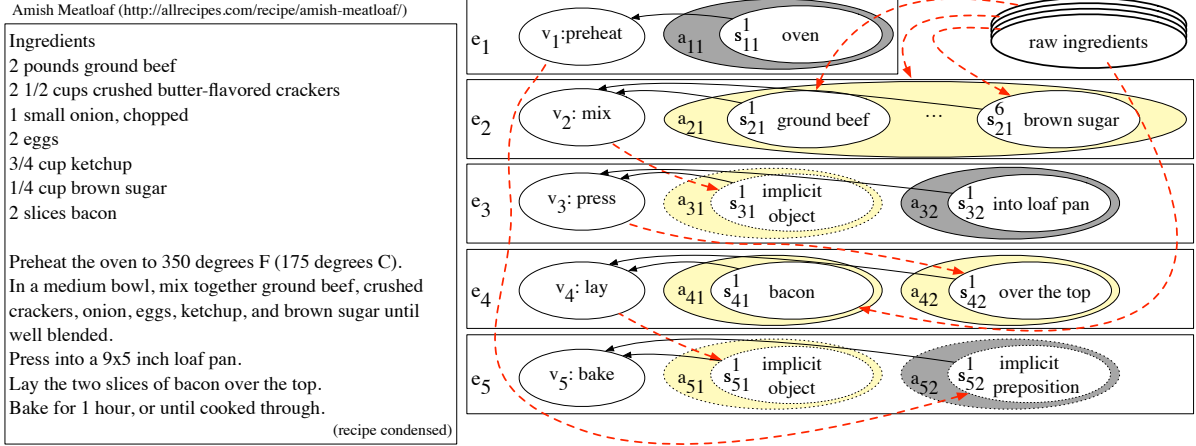 Amish Meatloaf (http://allrecipes.com/recipe/amish-meatloaf/)
Ingredients
2 pounds ground beef
2 1/2 cups crushed butter-flavored crackers
1 small onion, chopped
2 eggs
3/4 cup ketchup
1/4 cup brown sugar
2 slices bacon
Preheat the oven to 350 degrees F (175 degrees C).
In a medium bowl, mix together ground beef, crushed
crackers, onion, eggs, ketchup, and brown sugar until
well blended.
Press into a 9x5 inch loaf pan.
Lay the two slices of bacon over the top.
Bake for 1 hour, or until cooked through.
(recipe condensed)
e1 v1:preheat a11 s11^1 oven raw ingredients
e2 v2: mix a21 s21^1 ground beef ... s21^6 brown sugar
e3 v3: press a31 s31^1 implicit object a32 s32^1 into loaf pan
e4 v4: lay a41 s41^1 bacon a42 s42^1 over the top
e5 v5: bake a51 s51^1 implicit object a52 s52^1 implicit preposition